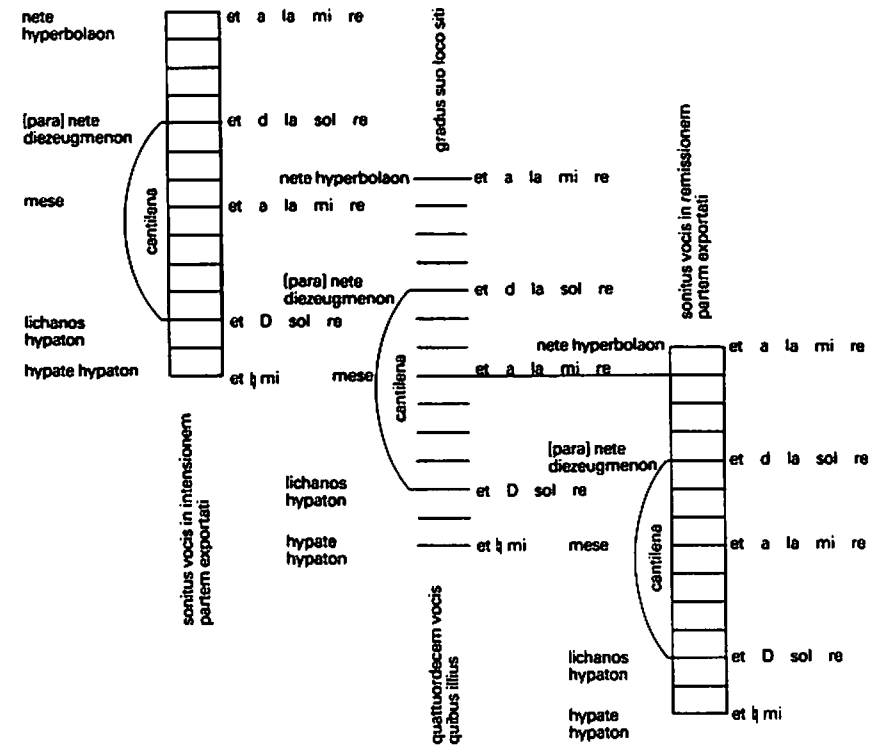 nete
hyperbolaon
et a la mi re
[para] nete
diezeugmenon
et d la sol re
mese
et a la mi re
cantilena
lichanos
hypaton
et D sol re
hypate hypaton
et ♮ mi
sonitus vocis in intensionem
partem exportati
gradus suo loco siti
nete hyperbolaon
et a la mi re
[para] nete
diezeugmenon
et d la sol re
mese
et a la mi re
cantilena
lichanos
hypaton
et D sol re
hypate
hypaton
et ♮ mi
quattuordecem vocis
quibus illius
sonitus vocis in remissionem
partem exportati
nete hyperbolaon
et a la mi re
[para] nete
diezeugmenon
et d la sol re
mese
et a la mi re
cantilena
lichanos
hypaton
et D sol re
hypate
hypaton
et ♮ mi